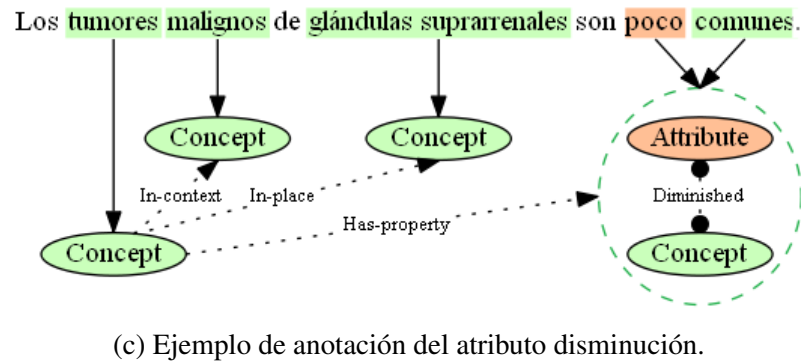 Los tumores malignos de glándulas suprarrenales son poco comunes.
Concept Concept Attribute
In-context In-place Diminished
Has-property
Concept Concept
(c) Ejemplo de anotación del atributo disminución.